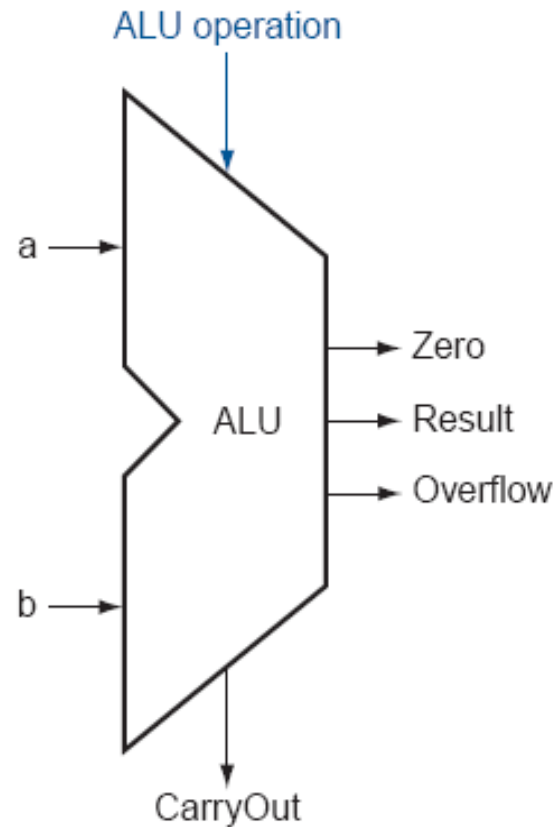 ALU operation
a
Zero
ALU
Result
Overflow
b
CarryOut